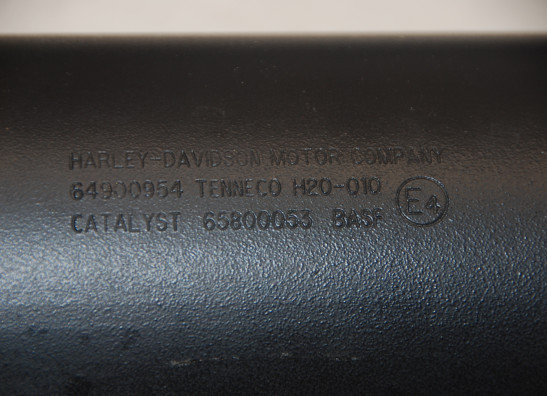 HARLEY-DAVIDSON MOTOR COMPANY
64900954 TENNECO H20-010
CATALYST 65800053 BASF
E4